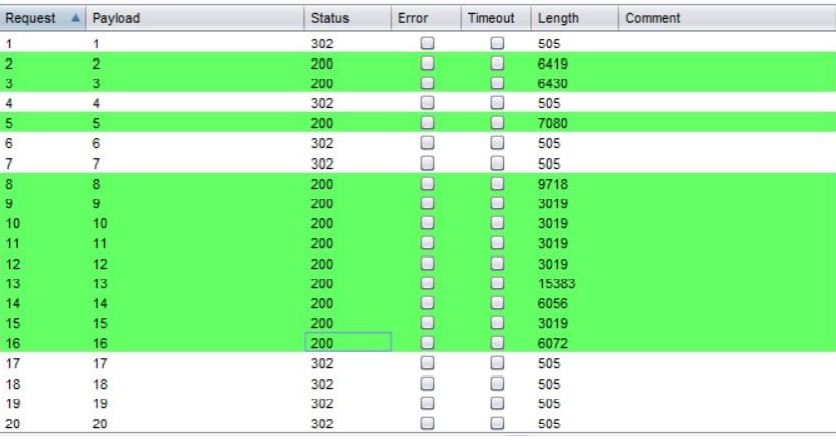 Request Payload Status Error Timeout Length Comment
1 1 302 505
2 2 200 6419
3 3 200 6430
4 4 302 505
5 5 200 7080
6 6 302 505
7 7 302 505
8 8 200 9718
9 9 200 3019
10 10 200 3019
11 11 200 3019
12 12 200 3019
13 13 200 15383
14 14 200 6056
15 15 200 3019
16 16 200 6072
17 17 302 505
18 18 302 505
19 19 302 505
20 20 302 505